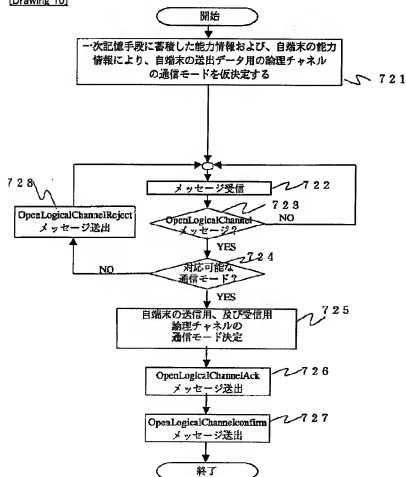 [Drawing 10]
開始
一次記憶手段に蓄積した能力情報および、自端末の能力
情報により、自端末の送出データ用の論理チャネル
の通信モードを仮決定する
721
728
メッセージ受信
722
723
OpenLogicalChannelReject
メッセージ送出
OpenLogicalChannel
メッセージ?
NO
YES
724
NO
対応可能な
通信モード?
YES
自端末の送信用、及び受信用
論理チャネルの
通信モード決定
725
OpenLogicalChannelAck
メッセージ送出
726
OpenLogicalChannelconfirm
メッセージ送出
727
終了